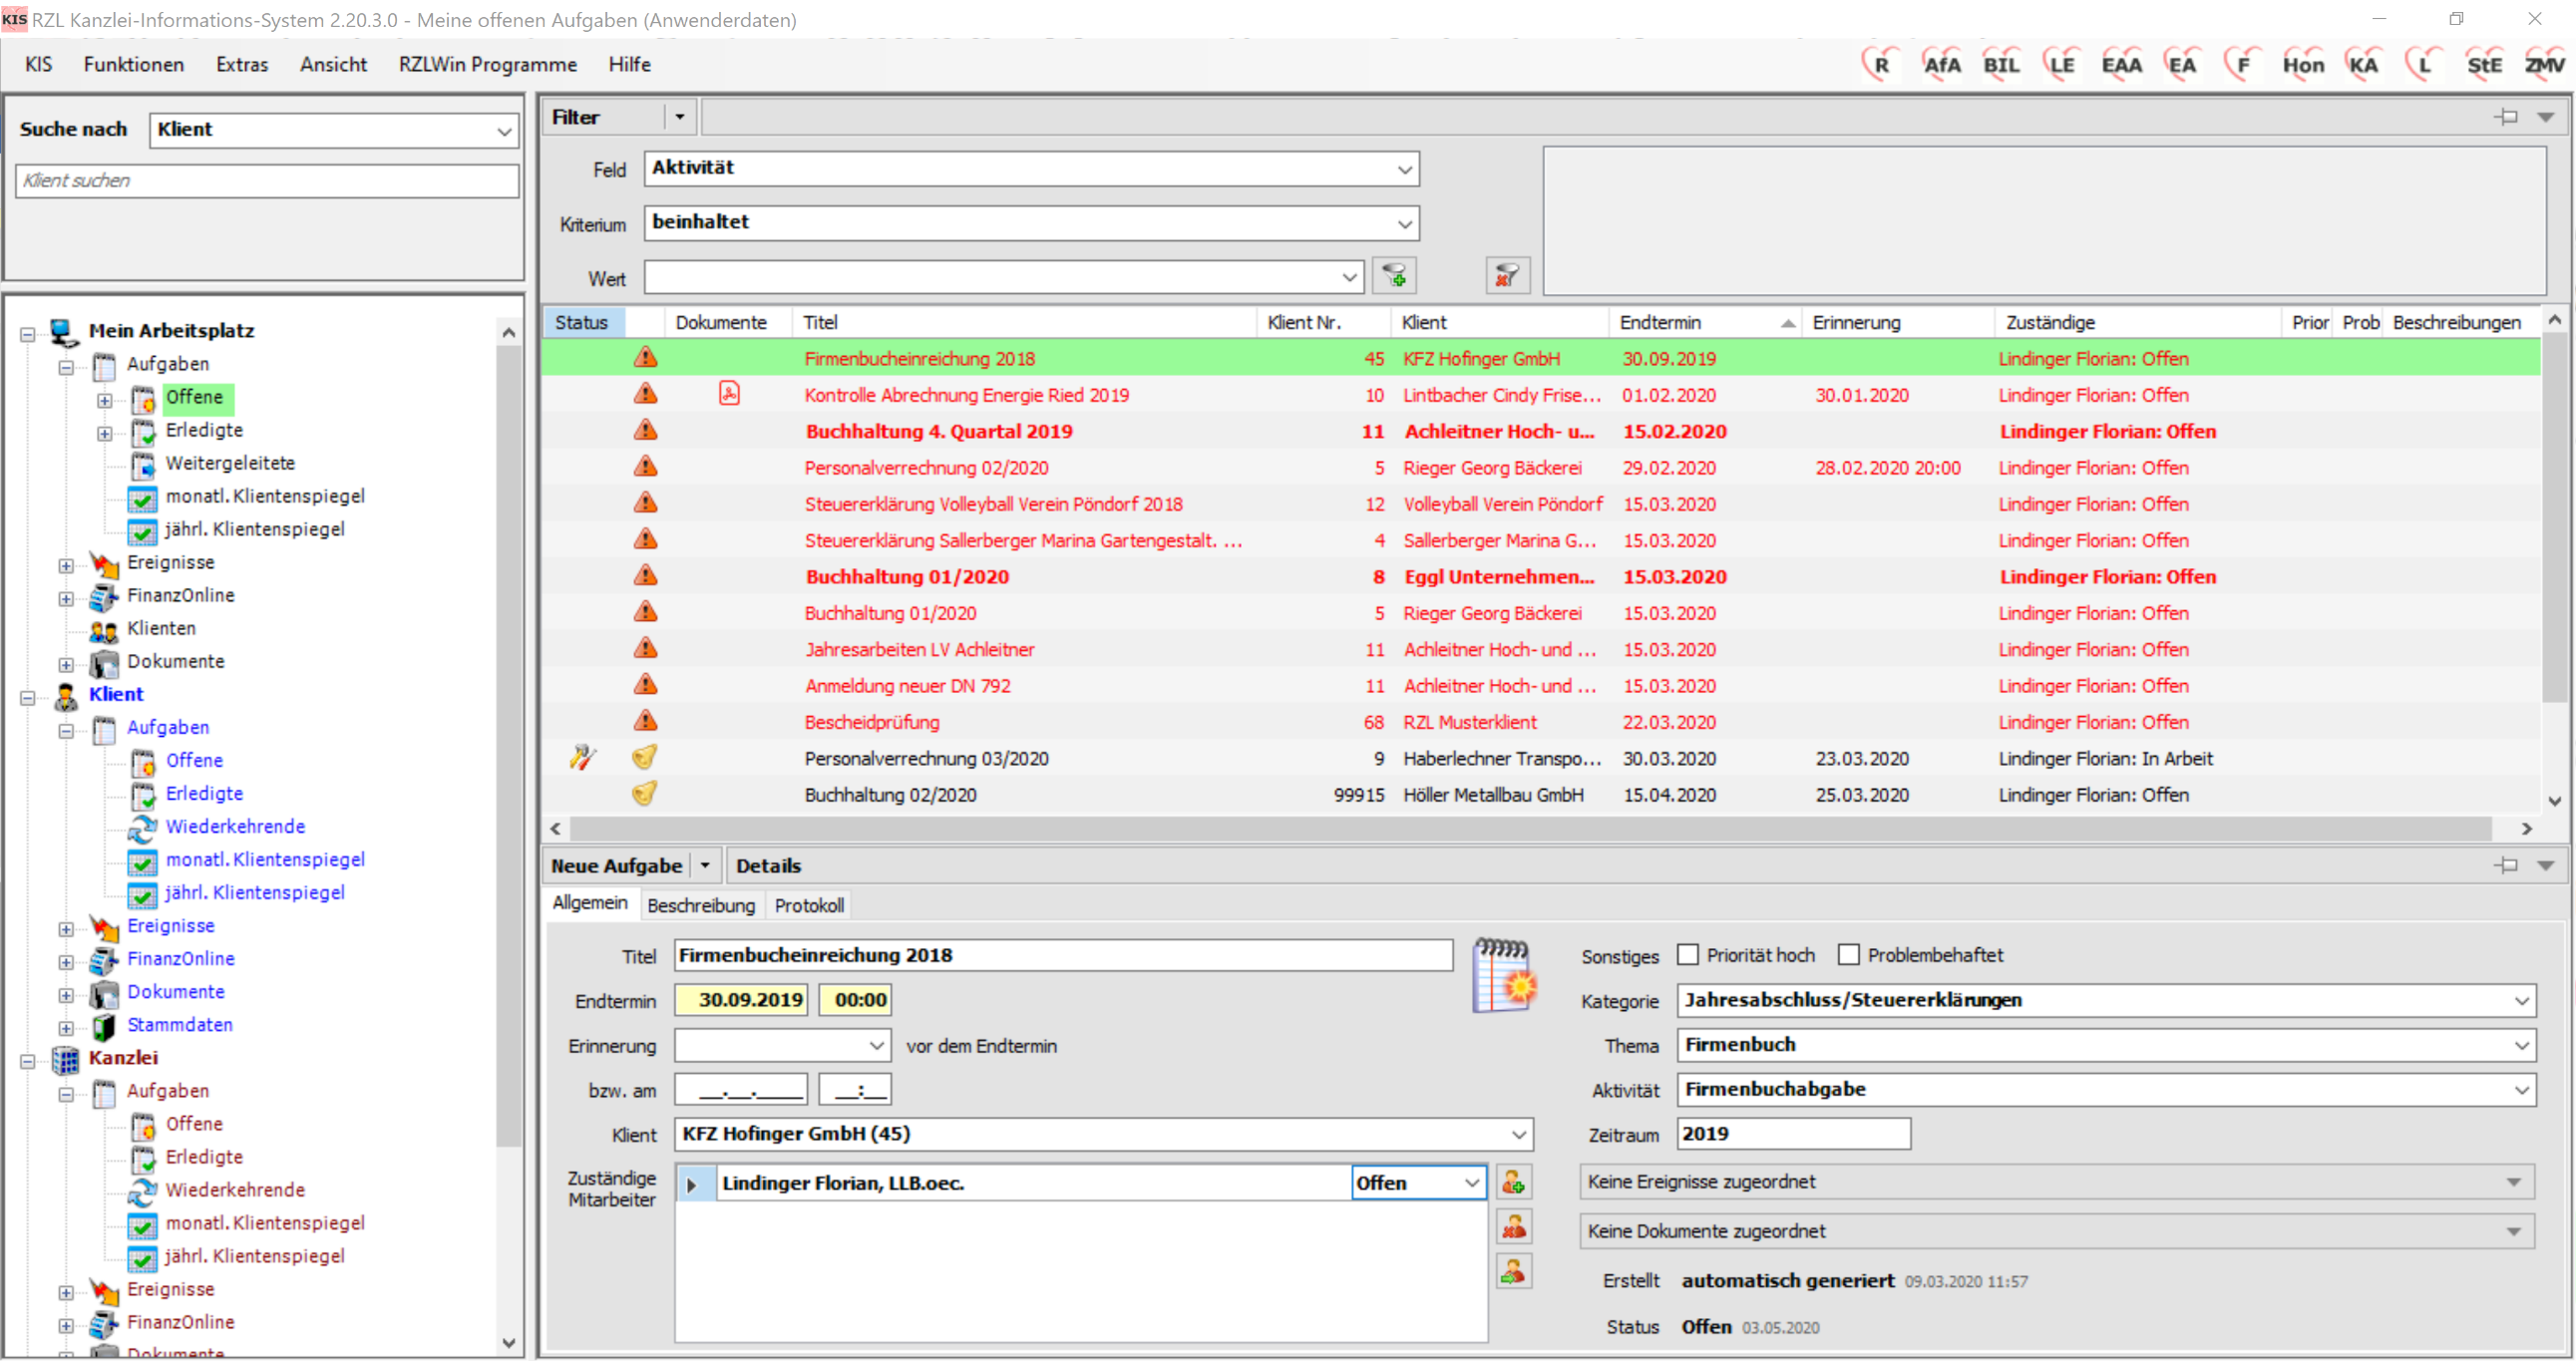 KIS RZL Kanzlei-Informations-System 2.20.3.0 - Meine offenen Aufgaben (Anwenderdaten)
KIS Funktionen Extras Ansicht RZLWin Programme Hilfe R AfA BIL LE EAA EA F Hon KA L StE ZMV
Suche nach Klient
Klient suchen
Mein Arbeitsplatz
Aufgaben
Offene
Erledigte
Weitergeleitete
monatl. Klientenspiegel
jährl. Klientenspiegel
Ereignisse
FinanzOnline
Klienten
Dokumente
Klient
Aufgaben
Offene
Erledigte
Wiederkehrende
monatl. Klientenspiegel
jährl. Klientenspiegel
Ereignisse
FinanzOnline
Dokumente
Stammdaten
Kanzlei
Aufgaben
Offene
Erledigte
Wiederkehrende
monatl. Klientenspiegel
jährl. Klientenspiegel
Ereignisse
FinanzOnline
Dokumente
Filter
Feld Aktivität
Kriterium beinhaltet
Wert
Status Dokumente Titel Klient Nr. Klient Endtermin Erinnerung Zuständige Prior Prob Beschreibungen
Firmenbucheinreichung 2018 45 KFZ Hofinger GmbH 30.09.2019 Lindinger Florian: Offen
Kontrolle Abrechnung Energie Ried 2019 10 Lintbacher Cindy Frise... 01.02.2020 30.01.2020 Lindinger Florian: Offen
Buchhaltung 4. Quartal 2019 11 Achleitner Hoch- u... 15.02.2020 Lindinger Florian: Offen
Personalverrechnung 02/2020 5 Rieger Georg Bäckerei 29.02.2020 28.02.2020 20:00 Lindinger Florian: Offen
Steuererklärung Volleyball Verein Pöndorf 2018 12 Volleyball Verein Pöndorf 15.03.2020 Lindinger Florian: Offen
Steuererklärung Sallerberger Marina Gartengestalt. ... 4 Sallerberger Marina G... 15.03.2020 Lindinger Florian: Offen
Buchhaltung 01/2020 8 Eggl Unternehmen... 15.03.2020 Lindinger Florian: Offen
Buchhaltung 01/2020 5 Rieger Georg Bäckerei 15.03.2020 Lindinger Florian: Offen
Jahresarbeiten LV Achleitner 11 Achleitner Hoch- und ... 15.03.2020 Lindinger Florian: Offen
Anmeldung neuer DN 792 11 Achleitner Hoch- und ... 15.03.2020 Lindinger Florian: Offen
Bescheidprüfung 68 RZL Musterklient 22.03.2020 Lindinger Florian: Offen
Personalverrechnung 03/2020 9 Haberlechner Transpo... 30.03.2020 23.03.2020 Lindinger Florian: In Arbeit
Buchhaltung 02/2020 99915 Höller Metallbau GmbH 15.04.2020 25.03.2020 Lindinger Florian: Offen
Neue Aufgabe Details
Allgemein Beschreibung Protokoll
Titel Firmenbucheinreichung 2018
Endtermin 30.09.2019 00:00
Erinnerung vor dem Endtermin
bzw. am __.__.____ __:__
Klient KFZ Hofinger GmbH (45)
Zuständige
Mitarbeiter
Lindinger Florian, LLB.oec. Offen
Sonstiges Priorität hoch Problembehaftet
Kategorie Jahresabschluss/Steuererklärungen
Thema Firmenbuch
Aktivität Firmenbuchabgabe
Zeitraum 2019
Keine Ereignisse zugeordnet
Keine Dokumente zugeordnet
Erstellt automatisch generiert 09.03.2020 11:57
Status Offen 03.05.2020